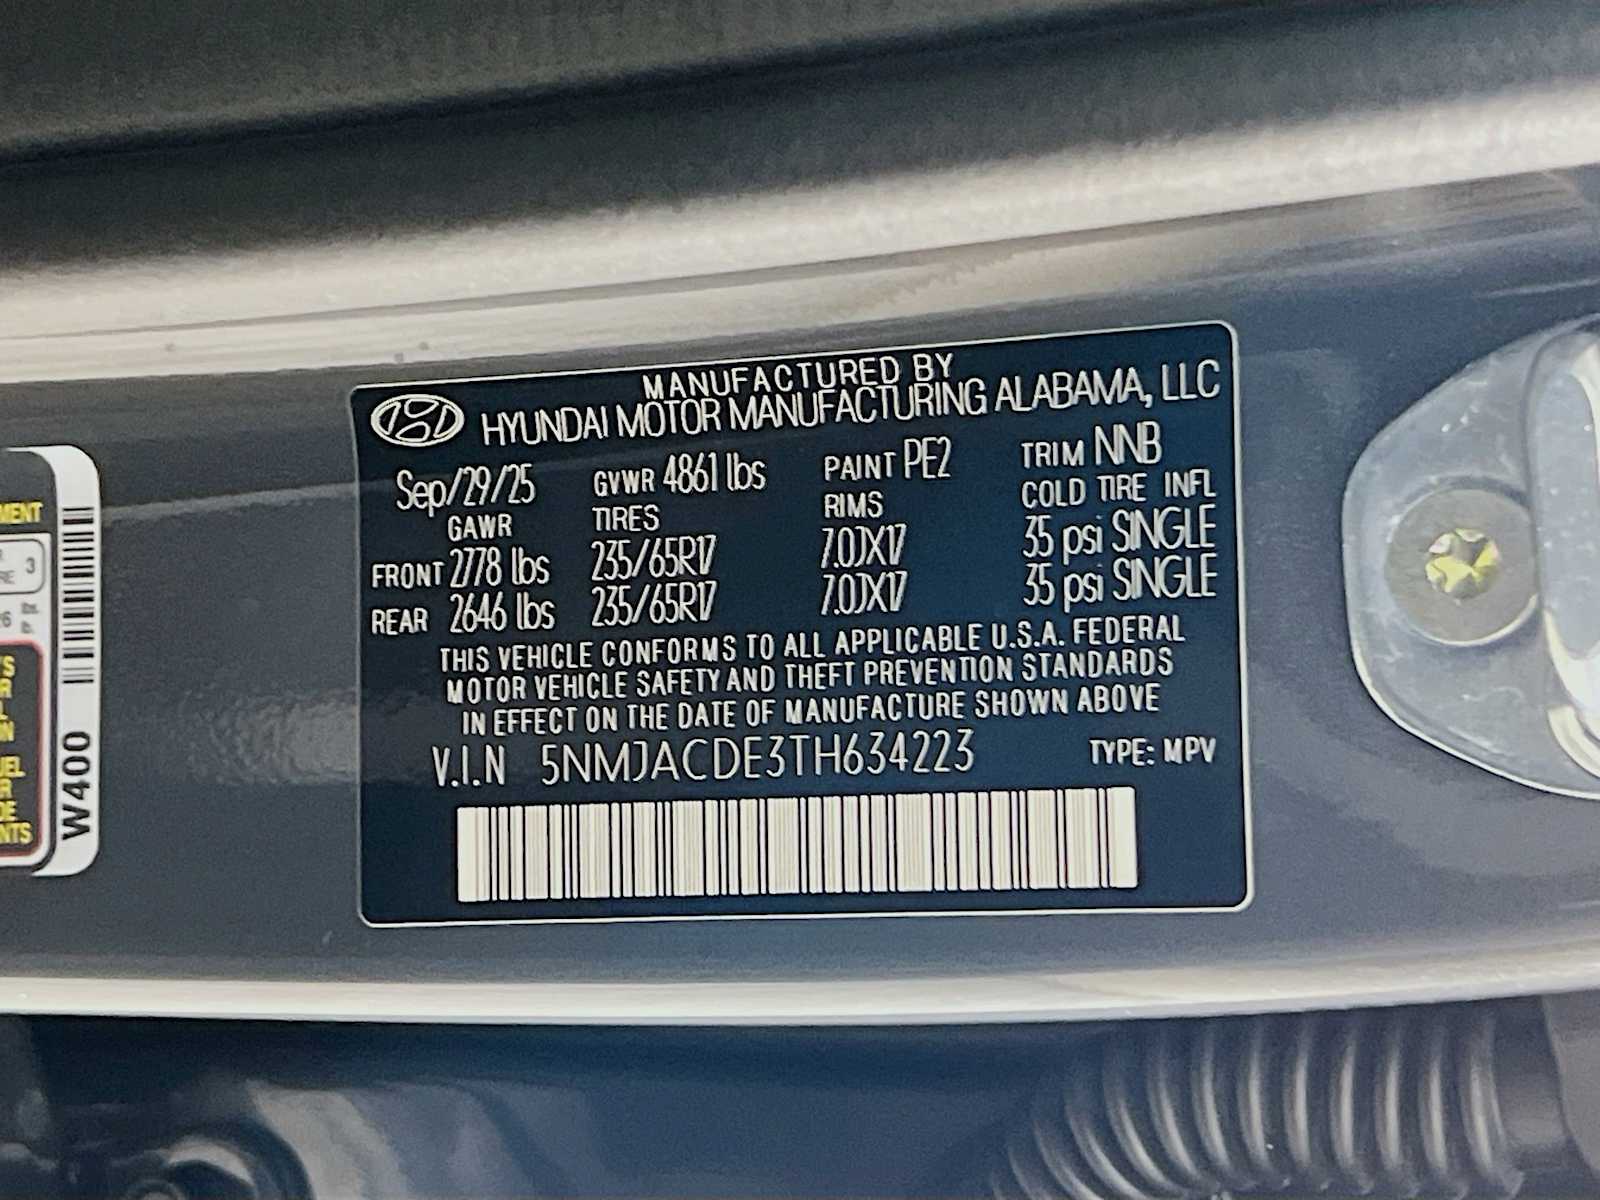 MANUFACTURED BY
HYUNDAI MOTOR MANUFACTURING ALABAMA, LLC
Sep/29/25 GVWR 4861 lbs PAINT PE2 TRIM NNB
GAWR TIRES RIMS COLD TIRE INFL
FRONT 2778 lbs 235/65R17 7.0JX17 35 psi SINGLE
REAR 2646 lbs 235/65R17 7.0JX17 35 psi SINGLE
THIS VEHICLE CONFORMS TO ALL APPLICABLE U.S.A. FEDERAL
MOTOR VEHICLE SAFETY AND THEFT PREVENTION STANDARDS
IN EFFECT ON THE DATE OF MANUFACTURE SHOWN ABOVE
V.I.N 5NMJACDE3TH634223 TYPE: MPV
W400
3
lbs.
lb.